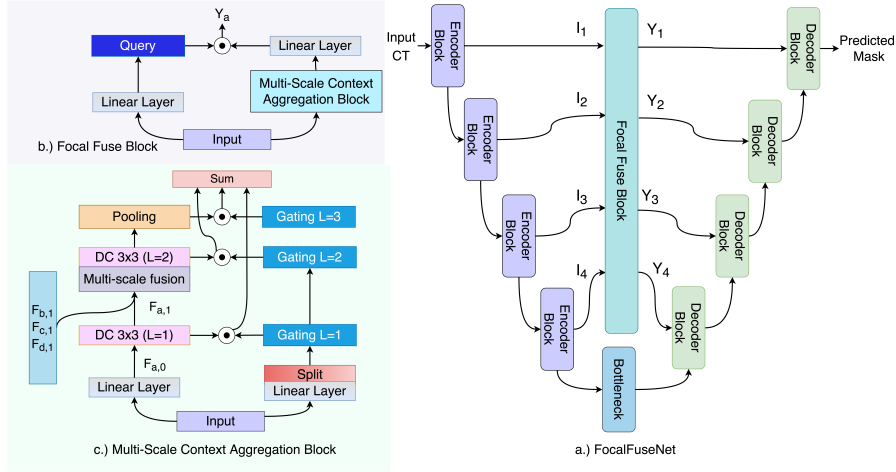 Y_a
Query
Linear Layer
Multi-Scale Context
Aggregation Block
Linear Layer
Input
b.) Focal Fuse Block
Sum
Pooling
Gating L=3
DC 3x3 (L=2)
Gating L=2
Multi-scale fusion
F_b,1
F_c,1
F_d,1
F_a,1
DC 3x3 (L=1)
Gating L=1
F_a,0
Split
Linear Layer
Linear Layer
Input
c.) Multi-Scale Context Aggregation Block
Input
CT
Encoder
Block
I_1
Y_1
Decoder
Block
Predicted
Mask
Encoder
Block
I_2
Y_2
Decoder
Block
Focal Fuse Block
Encoder
Block
I_3
Y_3
Decoder
Block
Encoder
Block
I_4
Y_4
Decoder
Block
Bottleneck
a.) FocalFuseNet